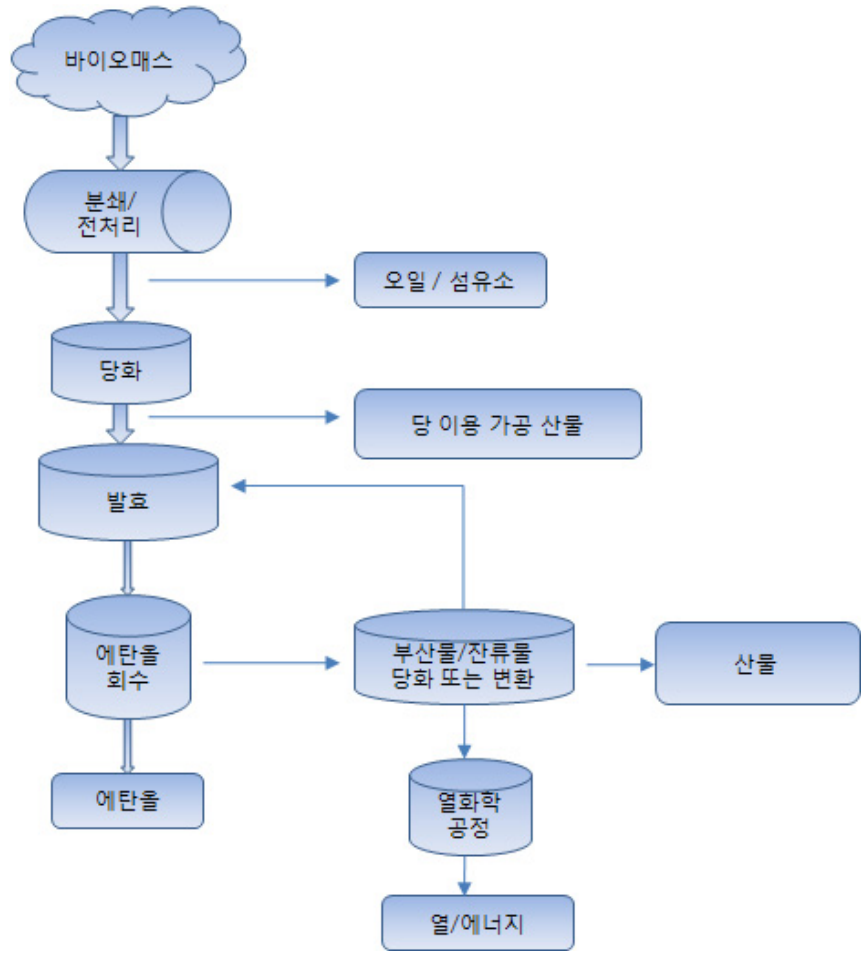 바이오매스
분쇄/
전처리
오일 / 섬유소
당화
당 이용 가공 산물
발효
에탄올
회수
부산물/잔류물
당화 또는 변환
산물
에탄올
열화학
공정
열/에너지